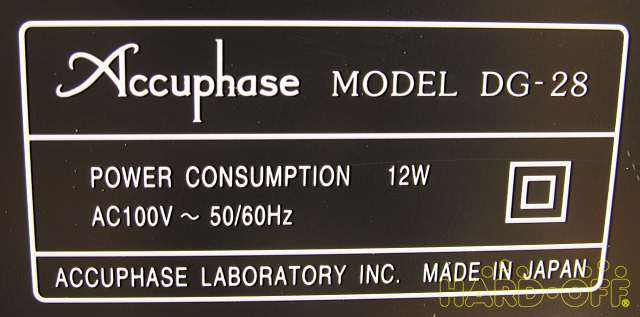 Accuphase MODEL DG-28
POWER CONSUMPTION 12W
AC100V ~ 50/60Hz
ACCUPHASE LABORATORY INC. MADE IN JAPAN
HARD·OFF®